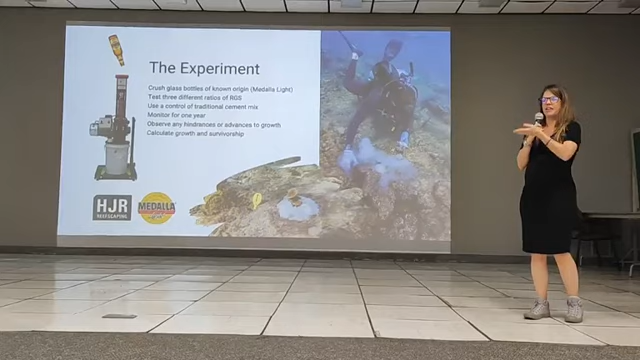 The Experiment
Crush glass bottles of known origin (Medalla Light)
Test three different ratios of RGS
Use a control of traditional cement mix
Monitor for one year
Observe any hindrances or advances to growth
Calculate growth and survivorship
HJR
REEFSCAPING
MEDALLA